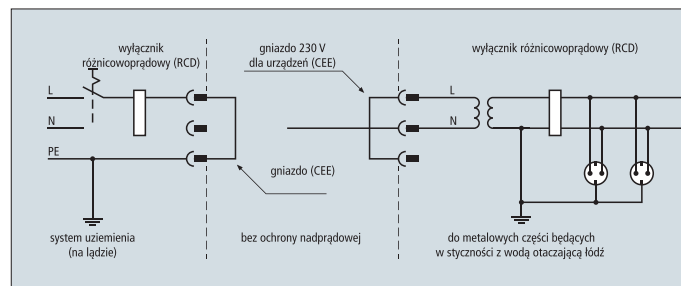 wyłącznik
różnicowoprądowy (RCD)
gniazdo 230 V
dla urządzeń (CEE)
wyłącznik różnicowoprądowy (RCD)
L
N
PE
L
N
gniazdo (CEE)
system uziemienia
(na lądzie)
bez ochrony nadprądowej
do metalowych części będących
w styczności z wodą otaczającą łódź